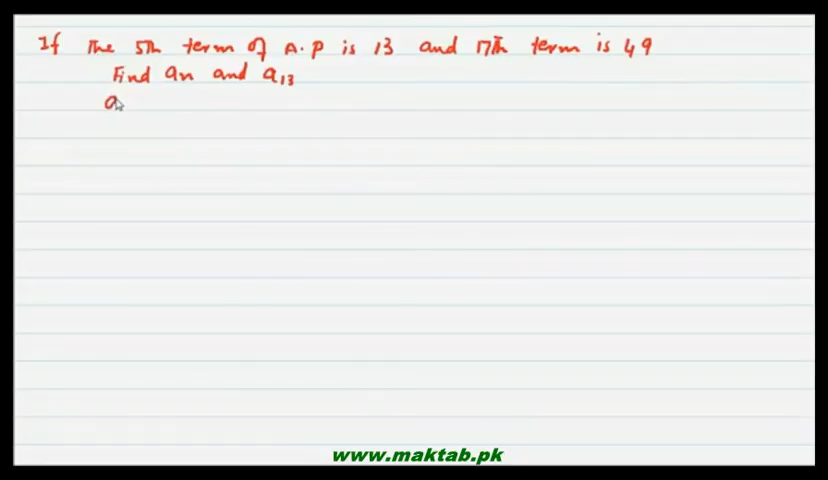 If The 5Th term of A.P is 13 and 17Th term is 49
Find an and a13
a
www.maktab.pk